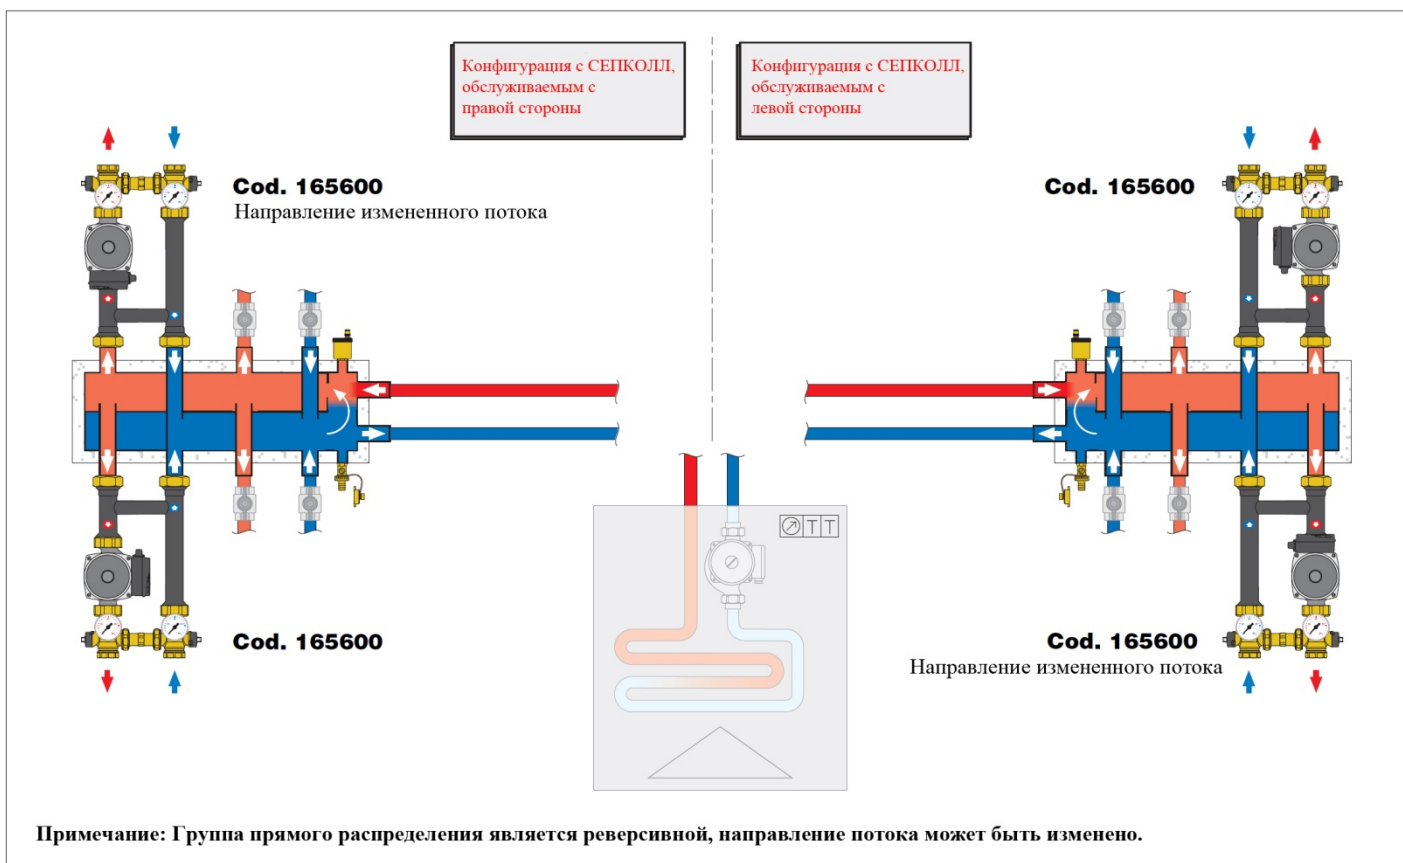 Конфигурация с СЕПКОЛЛ,
обслуживаемым с
правой стороны
Конфигурация с СЕПКОЛЛ,
обслуживаемым с
левой стороны
Cod. 165600
Направление измененного потока
Cod. 165600
T T
Cod. 165600
Cod. 165600
Направление измененного потока
Примечание: Группа прямого распределения является реверсивной, направление потока может быть изменено.